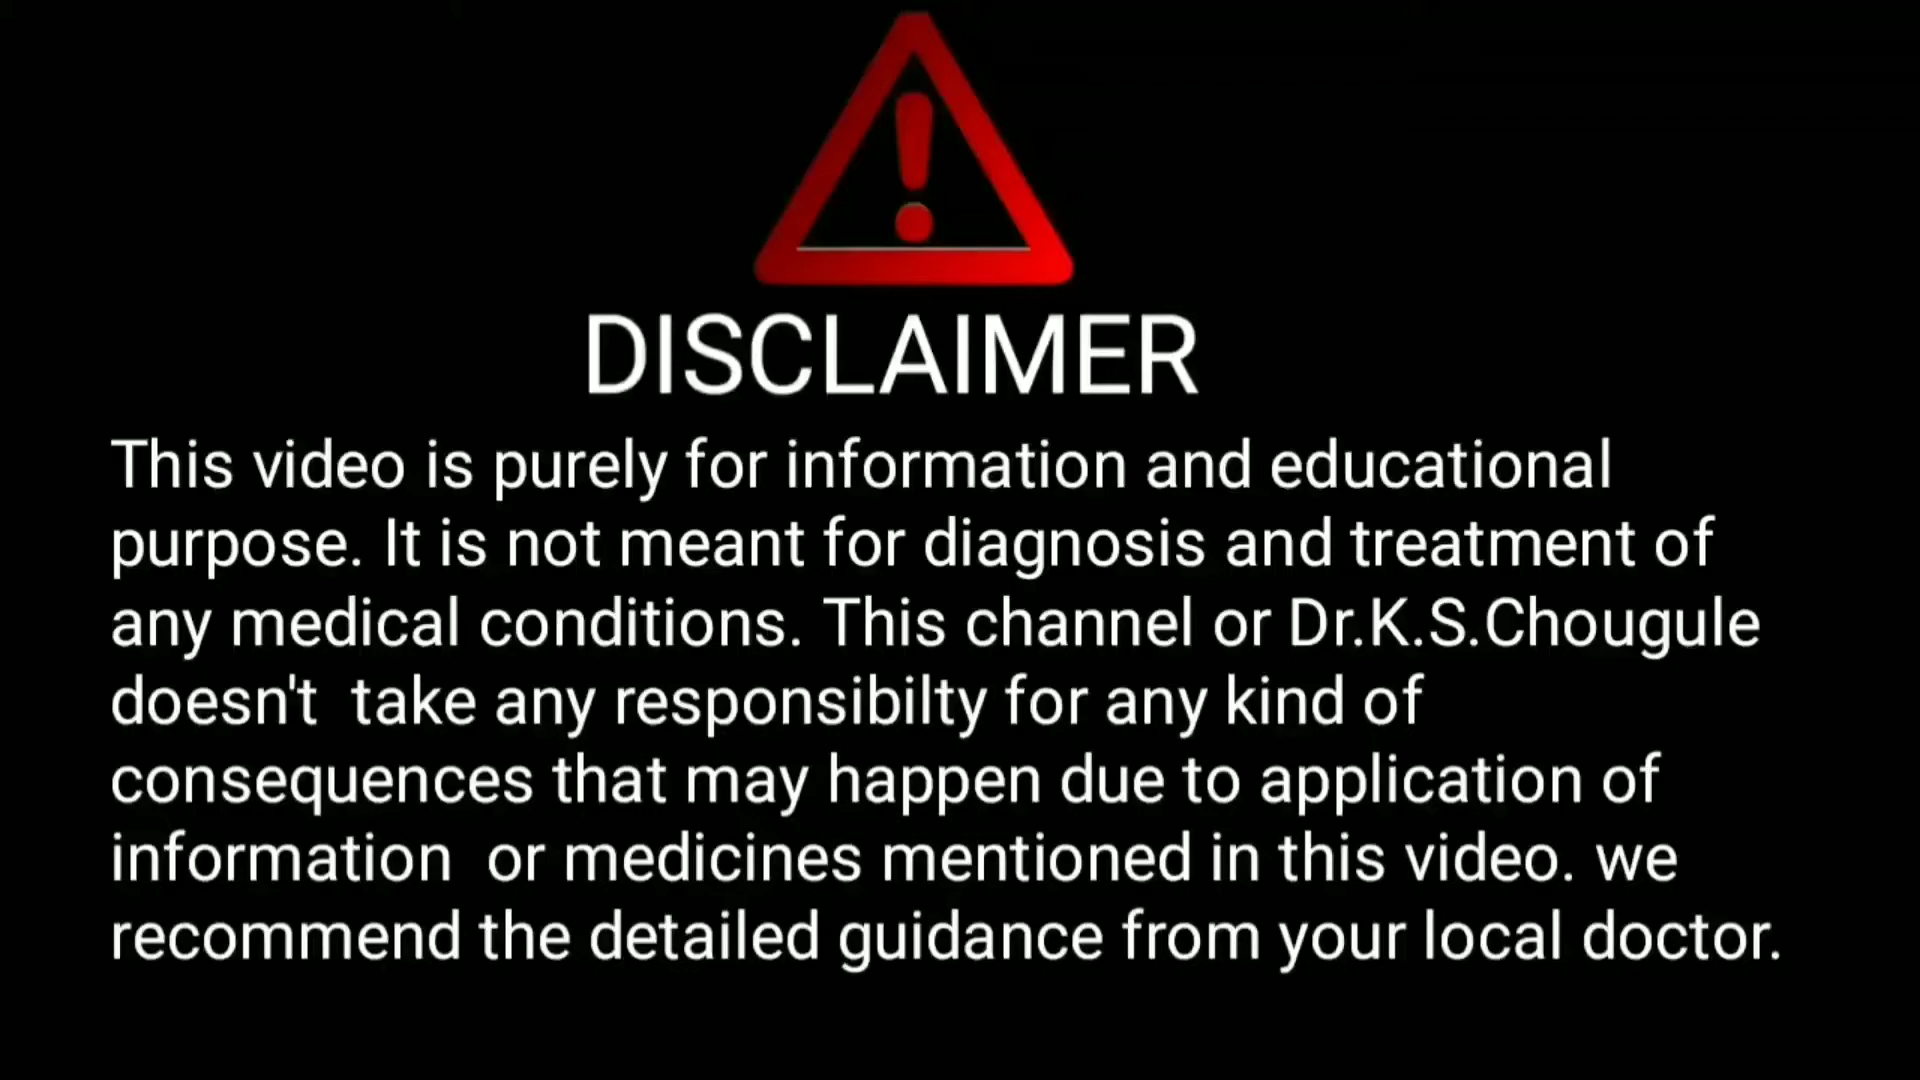 DISCLAIMER
This video is purely for information and educational
purpose. It is not meant for diagnosis and treatment of
any medical conditions. This channel or Dr.K.S.Chougule
doesn't  take any responsibilty for any kind of
consequences that may happen due to application of
information  or medicines mentioned in this video. we
recommend the detailed guidance from your local doctor.